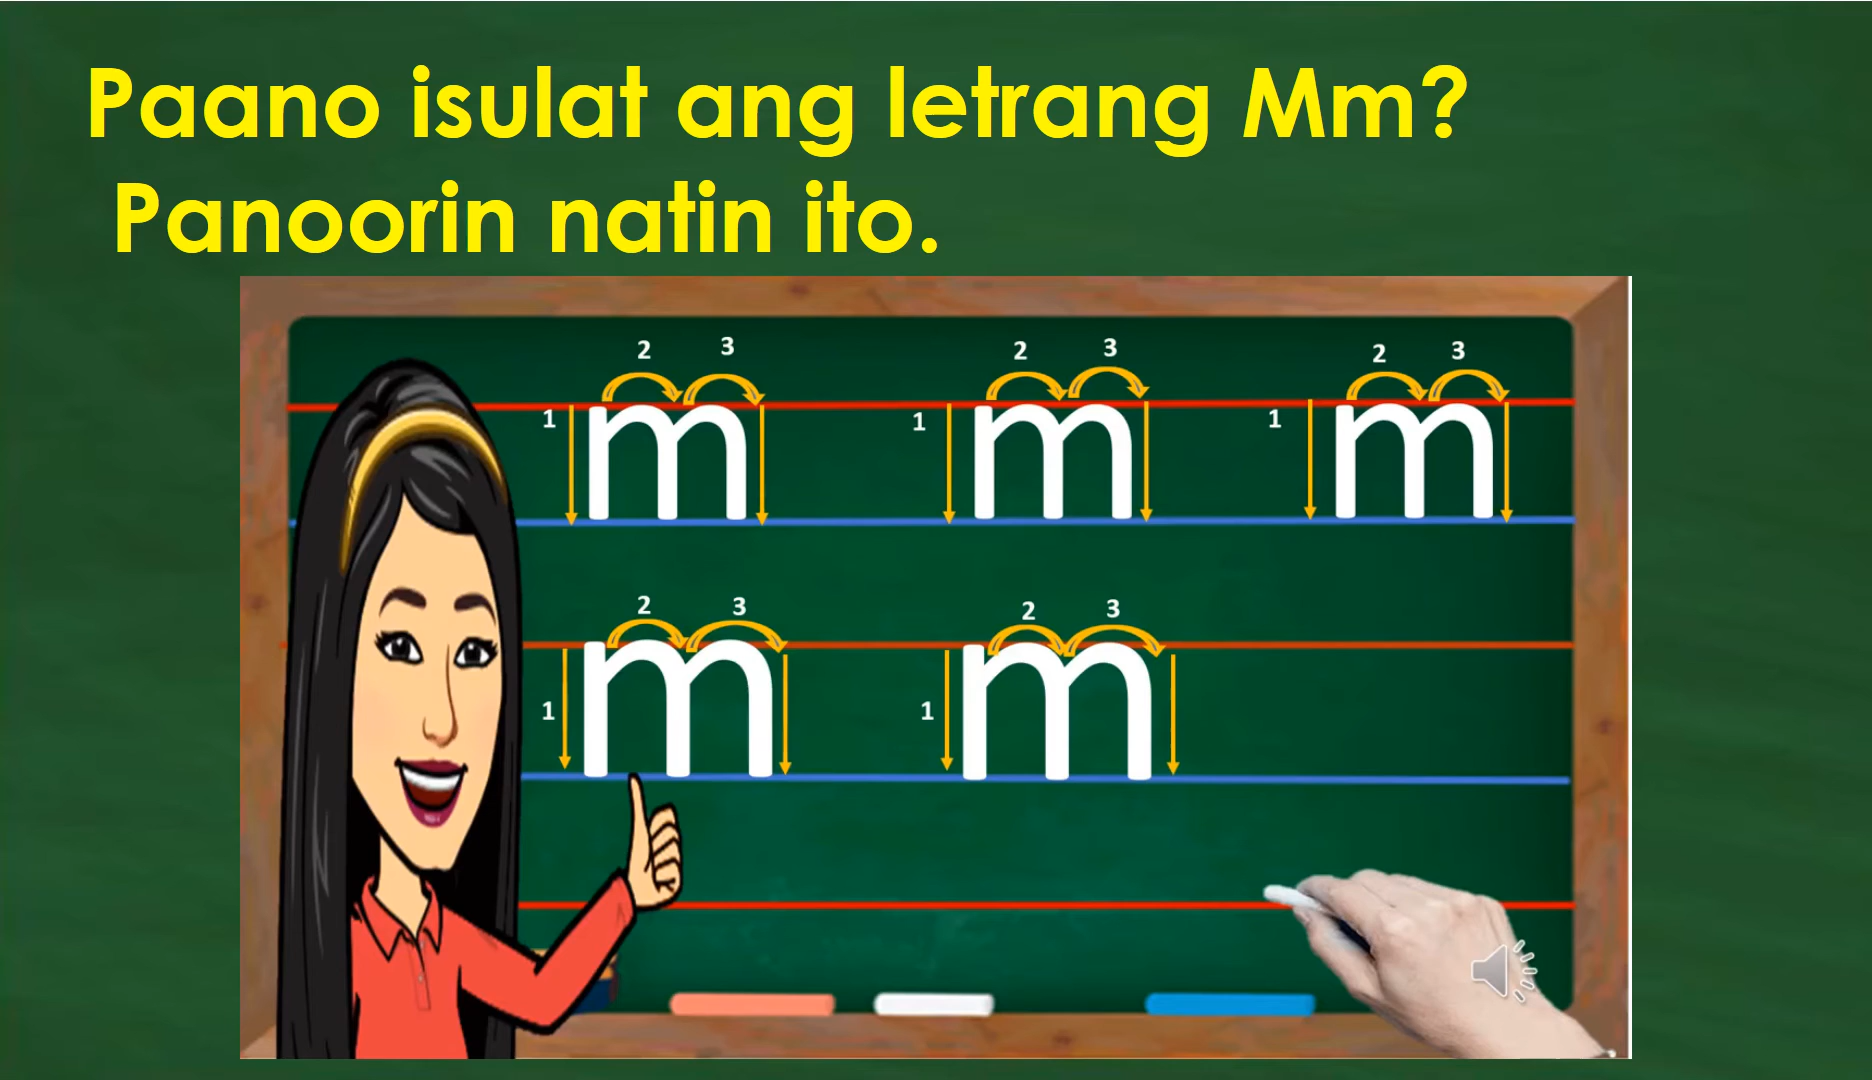 Paano isulat ang letrang Mm?
Panoorin natin ito.
2 3 2 3 2 3
1 m 1 m 1 m
2 3 2 3
1 m 1 m